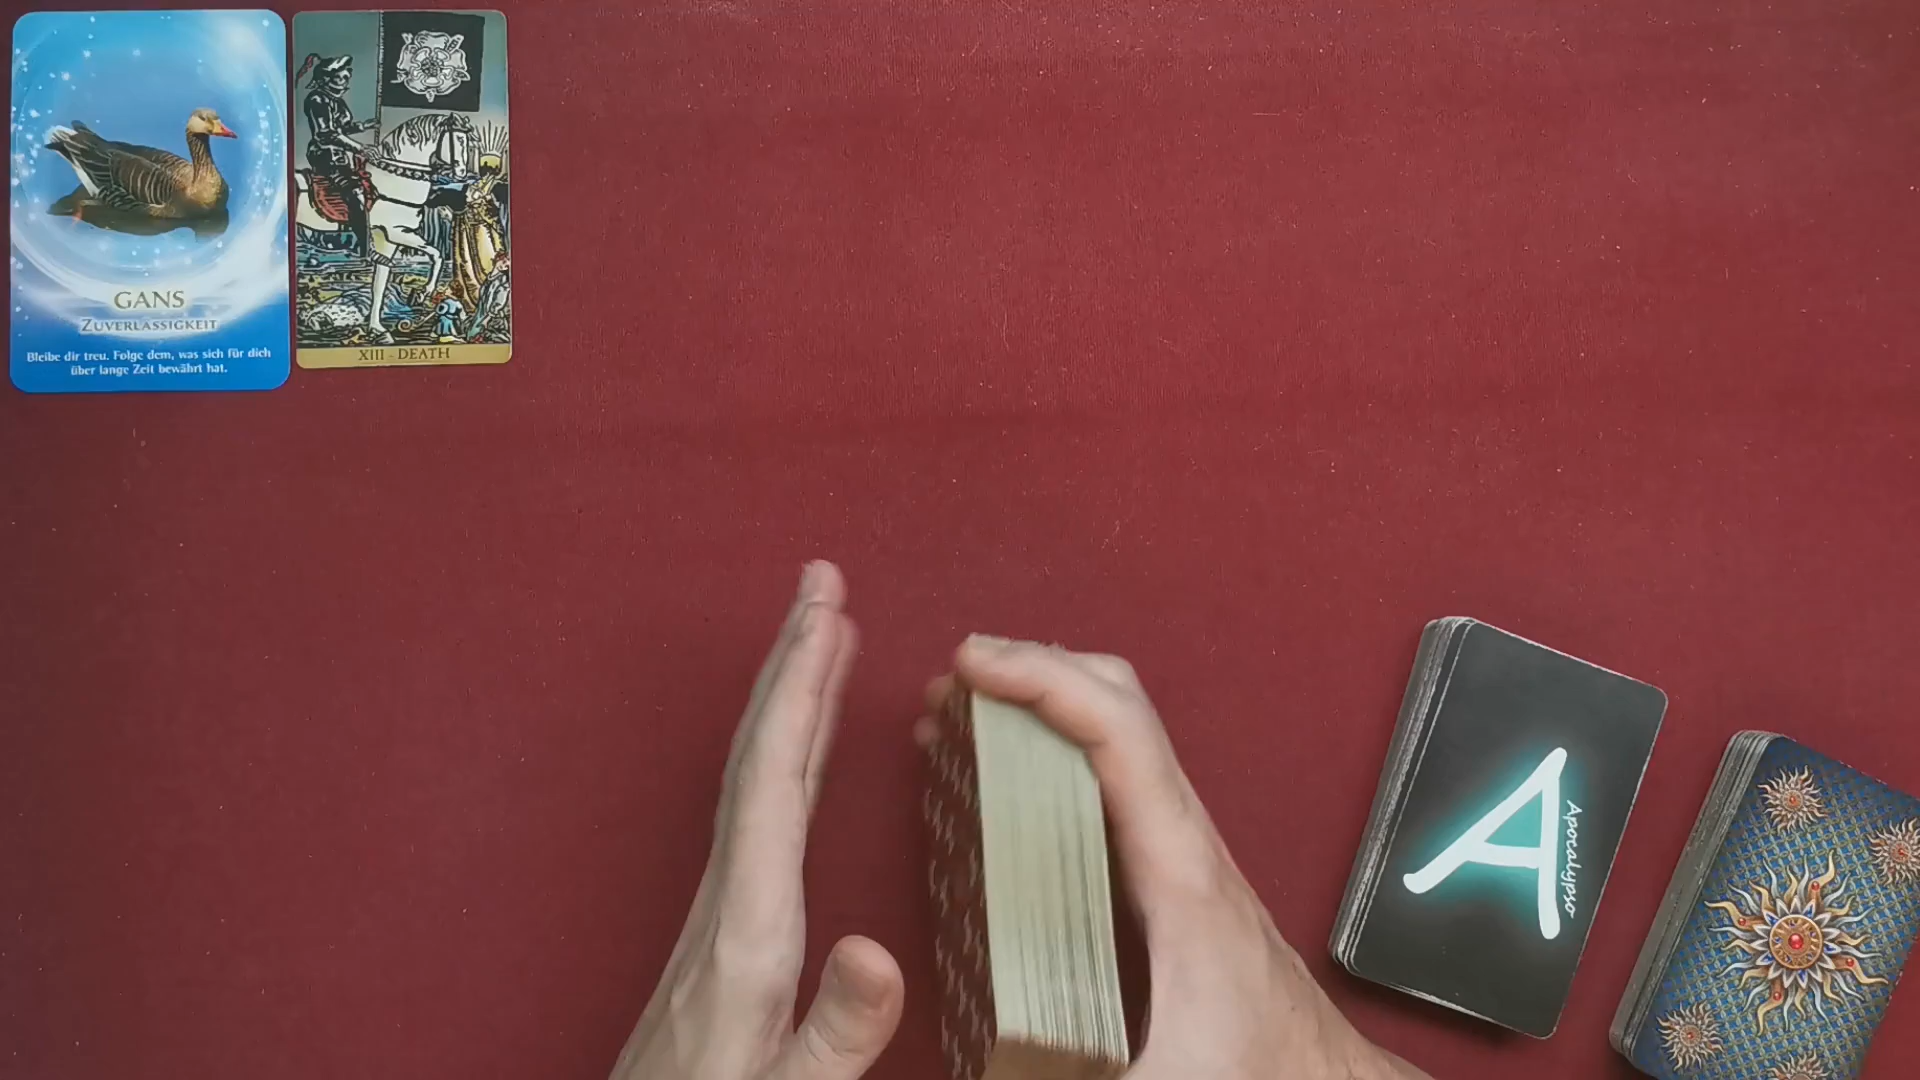 GANS
ZUVERLÄSSIGKEIT
Bleibe dir treu. Folge dem, was sich für dich
über lange Zeit bewährt hat.
XIII - DEATH
A
Apocalypso